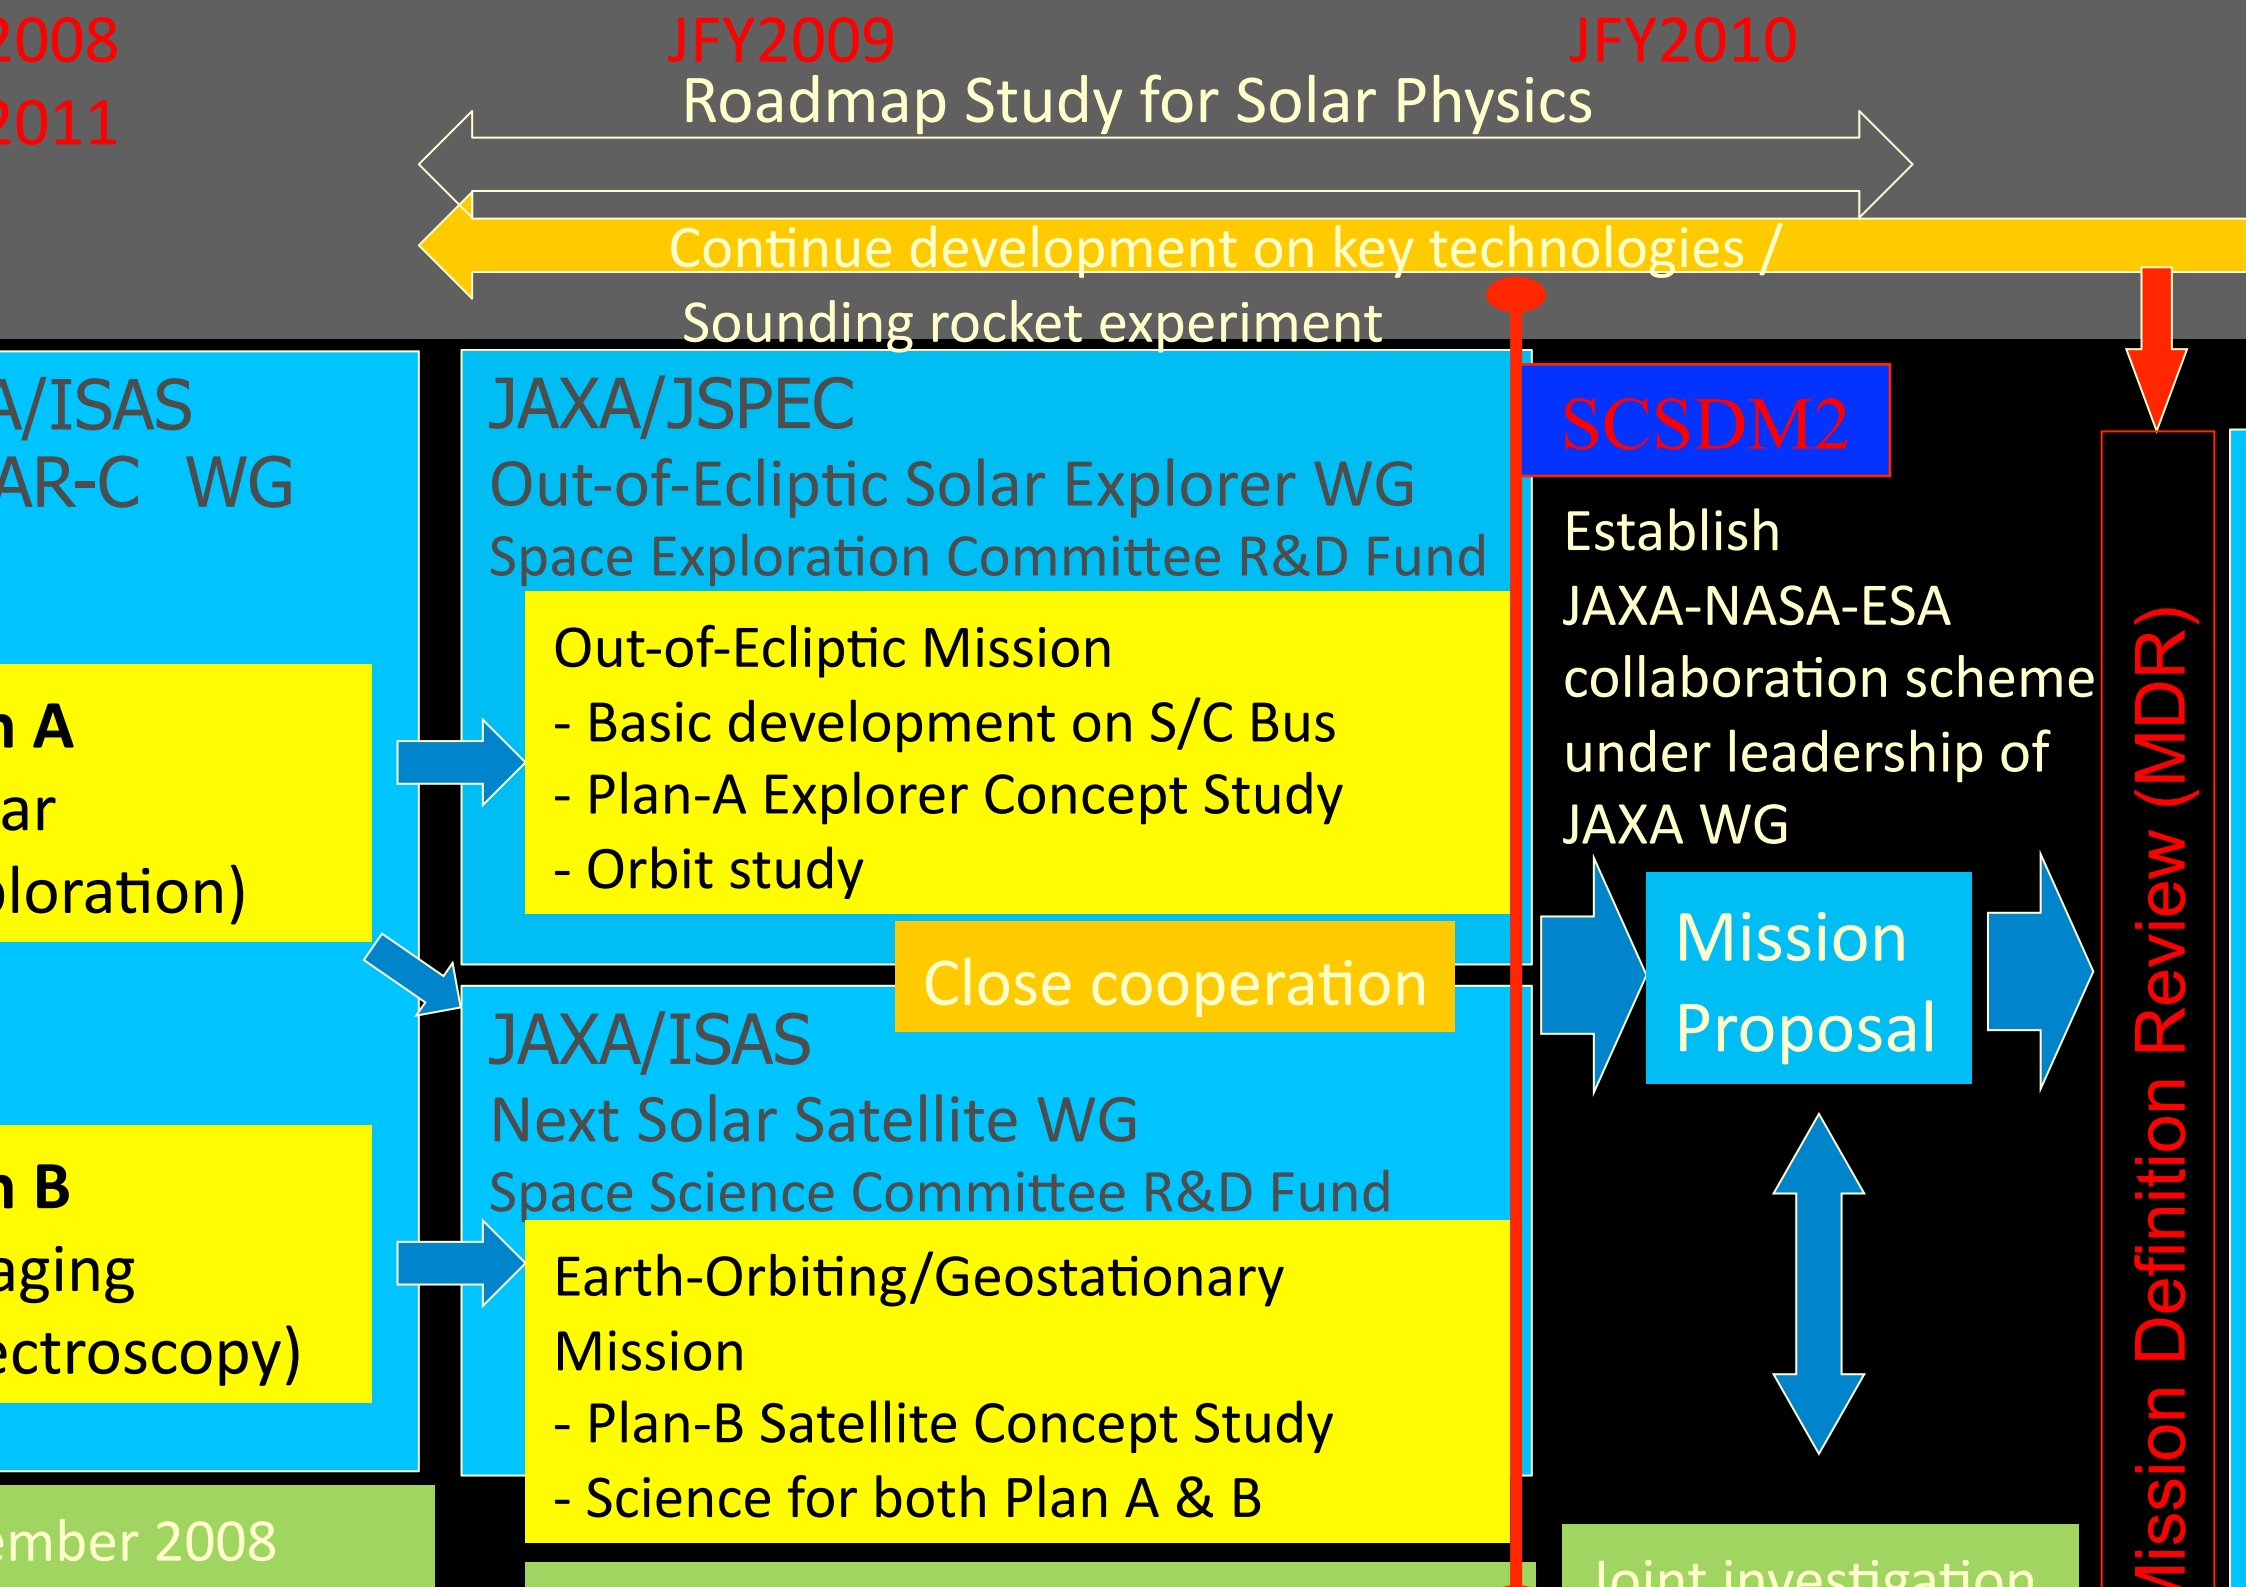 2008
2011
JFY2009
JFY2010
Roadmap Study for Solar Physics
Continue development on key technologies /
Sounding rocket experiment
A/ISAS
AR-C WG
n A
ar
ploration)
n B
aging
ectroscopy)
ember 2008
JAXA/JSPEC
Out-of-Ecliptic Solar Explorer WG
Space Exploration Committee R&D Fund
Out-of-Ecliptic Mission
- Basic development on S/C Bus
- Plan-A Explorer Concept Study
- Orbit study
Close cooperation
JAXA/ISAS
Next Solar Satellite WG
Space Science Committee R&D Fund
Earth-Orbiting/Geostationary
Mission
- Plan-B Satellite Concept Study
- Science for both Plan A & B
SCSDM2
Establish
JAXA-NASA-ESA
collaboration scheme
under leadership of
JAXA WG
Mission
Proposal
Joint investigation
Mission Definition Review (MDR)